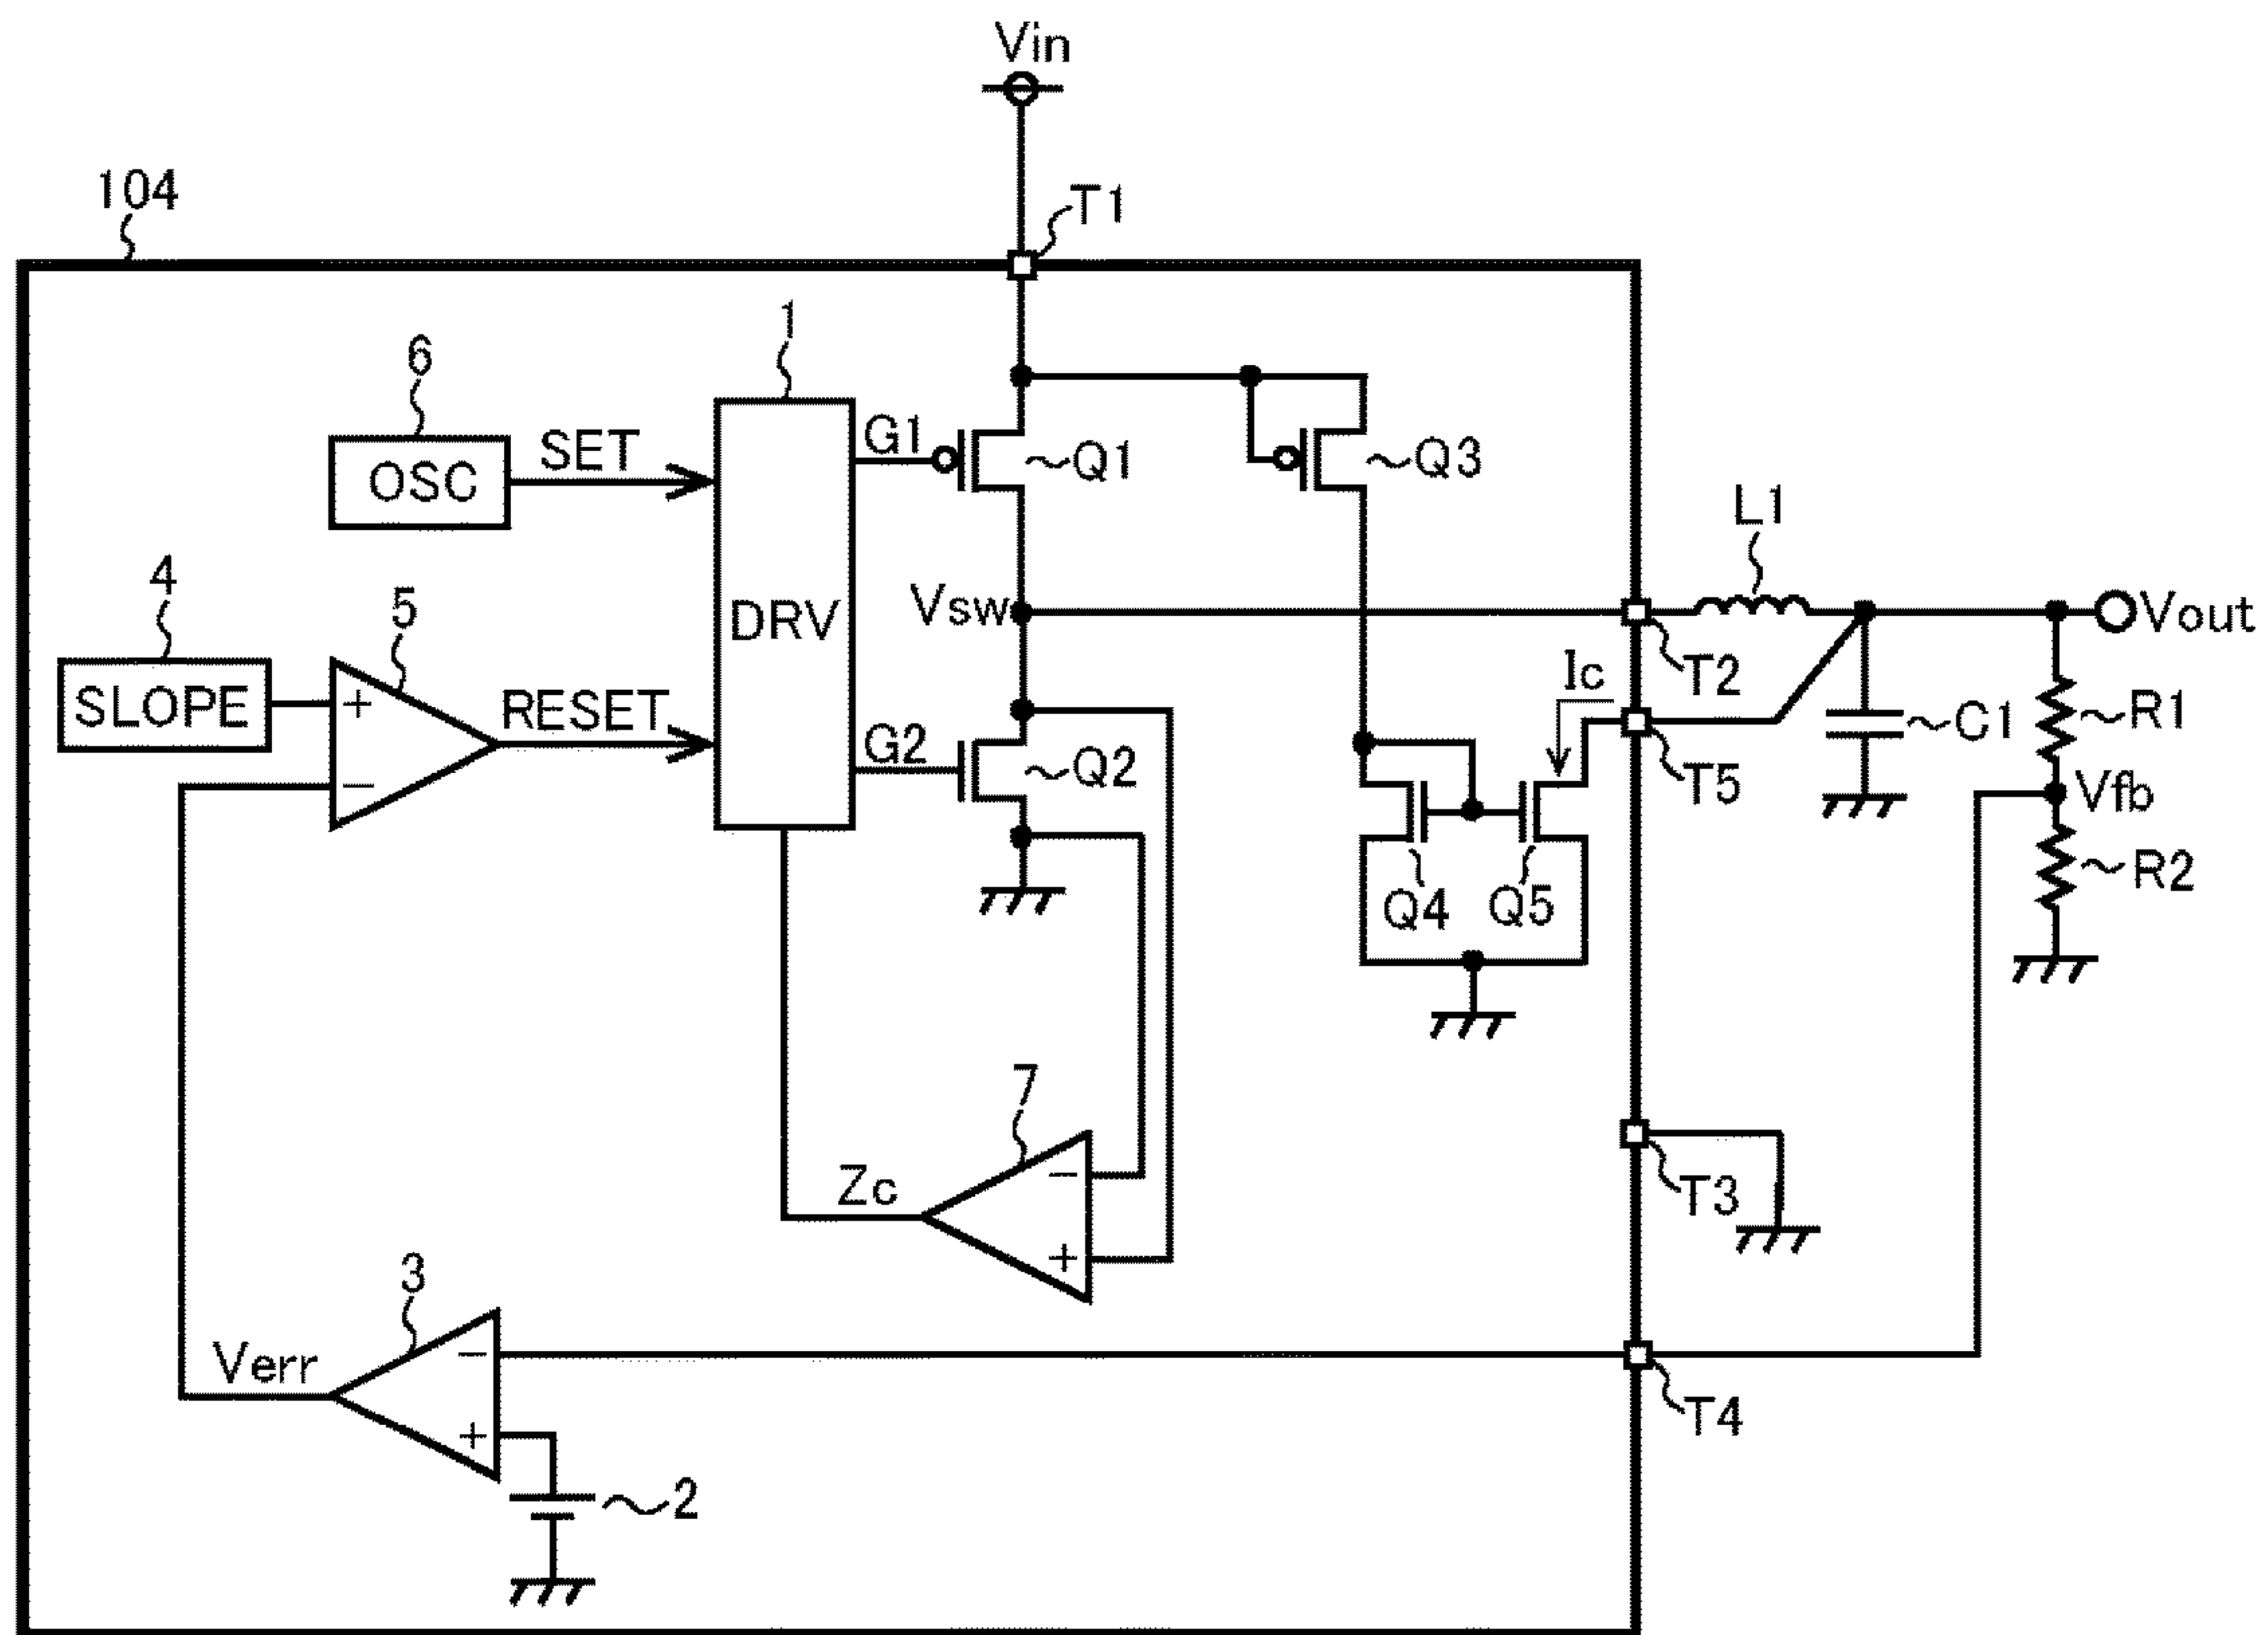 Vin
104
T1
1
6
SET
OSC
G1
Q1
Q3
L1
4
5
Vsw
Vout
DRV
SLOPE
+
−
RESET
G2
Q2
Ic
T2
T5
C1
R1
Vfb
R2
Q4
Q5
7
−
+
Zc
T3
3
Verr
−
+
T4
2